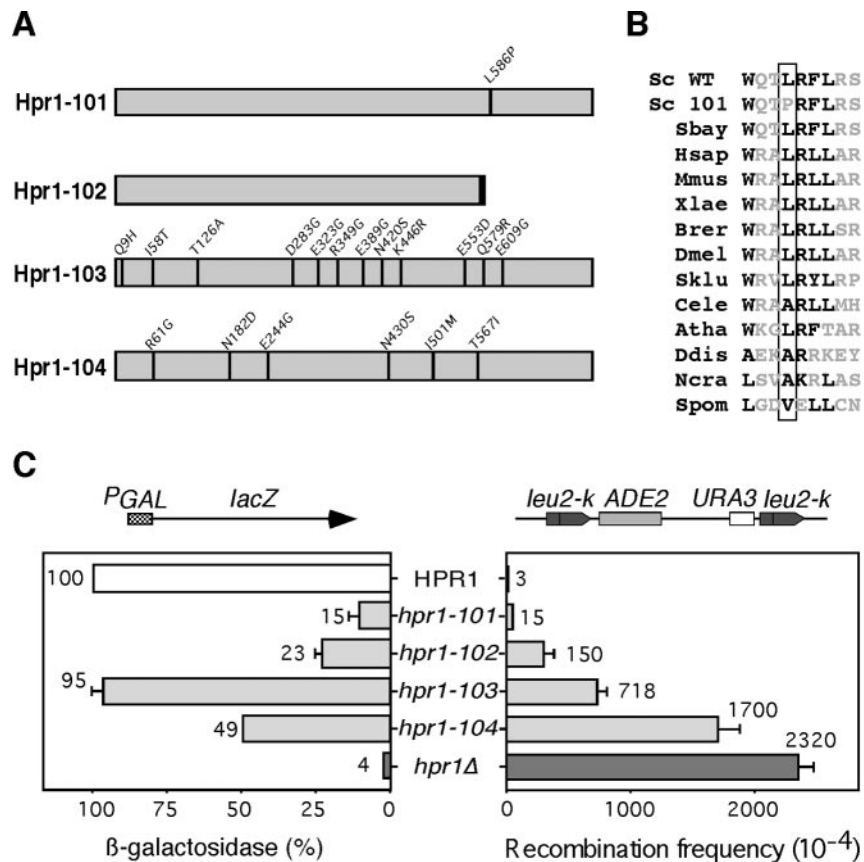 A
L586P
Hpr1-101
Hpr1-102
Q9H I58T T126A D283G E323G R349G E389G N420S K446R E553D Q579R E609G
Hpr1-103
R61G N182D E244G N430S I501M T567I
Hpr1-104
B
Sc WT WQTLRFLRS
Sc 101 WQTPRFLRS
Sbay WQTLRFLRS
Hsap WRALRLLAR
Mmus WRALRLLAR
Xlae WRALRLLAR
Brer WRALRLLSR
Dmel WRALRLLAR
Sklu WRVLRYLRP
Cele WRAARLLMH
Atha WKGLRFTAR
Ddis AEKARRKEY
Ncra LSVAKRLAS
Spom LGDVELLCN
C
PGAL lacZ
leu2-k ADE2 URA3 leu2-k
100 HPR1 3
15 hpr1-101 15
23 hpr1-102 150
95 hpr1-103 718
49 hpr1-104 1700
4 hpr1Δ 2320
100 75 50 25 0
0 1000 2000
ß-galactosidase (%)
Recombination frequency (10⁻⁴)